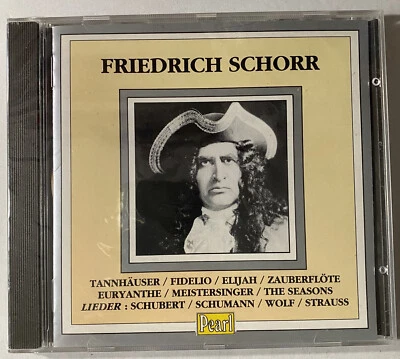 FRIEDRICH SCHORR
TANNHÄUSER / FIDELIO / ELIJAH / ZAUBERFLÖTE
EURYANTHE / MEISTERSINGER / THE SEASONS
LIEDER : SCHUBERT / SCHUMANN / WOLF / STRAUSS
Pearl